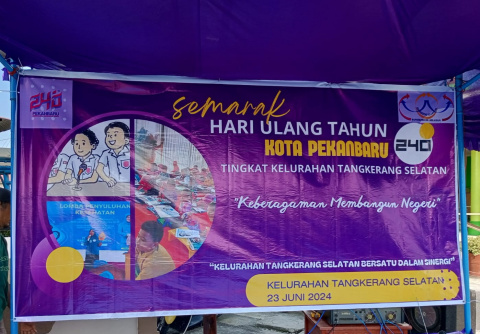 240
PEKANBARU
semarak
HARI ULANG TAHUN
KOTA PEKANBARU
240
TINGKAT KELURAHAN TANGKERANG SELATAN
"Keberagaman Membangun Negeri"
LOMBA PENYULUHAN
KESEHATAN
"KELURAHAN TANGKERANG SELATAN BERSATU DALAM SINERGI"
KELURAHAN TANGKERANG SELATAN
23 JUNI 2024